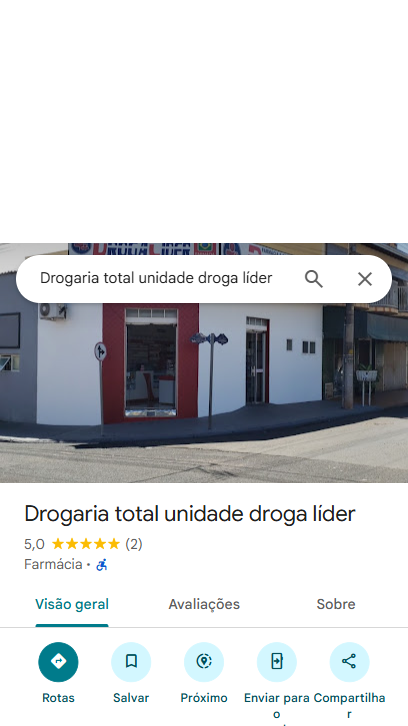 DROGALIDER
Drogaria total unidade droga líder
Drogaria total unidade droga líder
5,0 (2)
Farmácia ·
Visão geral Avaliações Sobre
Rotas Salvar Próximo Enviar para o Compartilhar